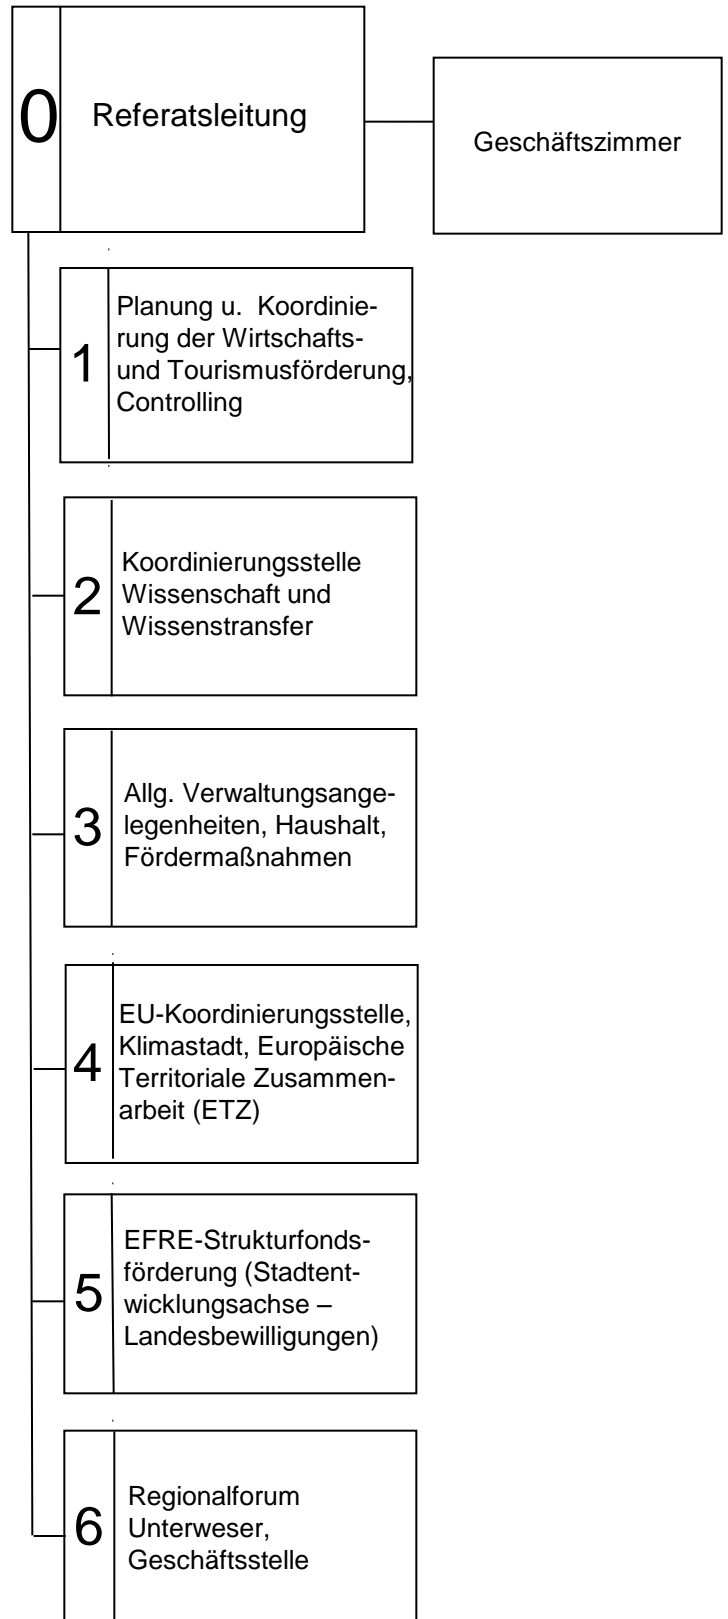 0
Referatsleitung
Geschäftszimmer
1
Planung u. Koordinie-
rung der Wirtschafts-
und Tourismusförderung,
Controlling
2
Koordinierungsstelle
Wissenschaft und
Wissenstransfer
3
Allg. Verwaltungsange-
legenheiten, Haushalt,
Fördermaßnahmen
4
EU-Koordinierungsstelle,
Klimastadt, Europäische
Territoriale Zusammen-
arbeit (ETZ)
5
EFRE-Strukturfonds-
förderung (Stadtent-
wicklungsachse –
Landesbewilligungen)
6
Regionalforum
Unterweser,
Geschäftsstelle